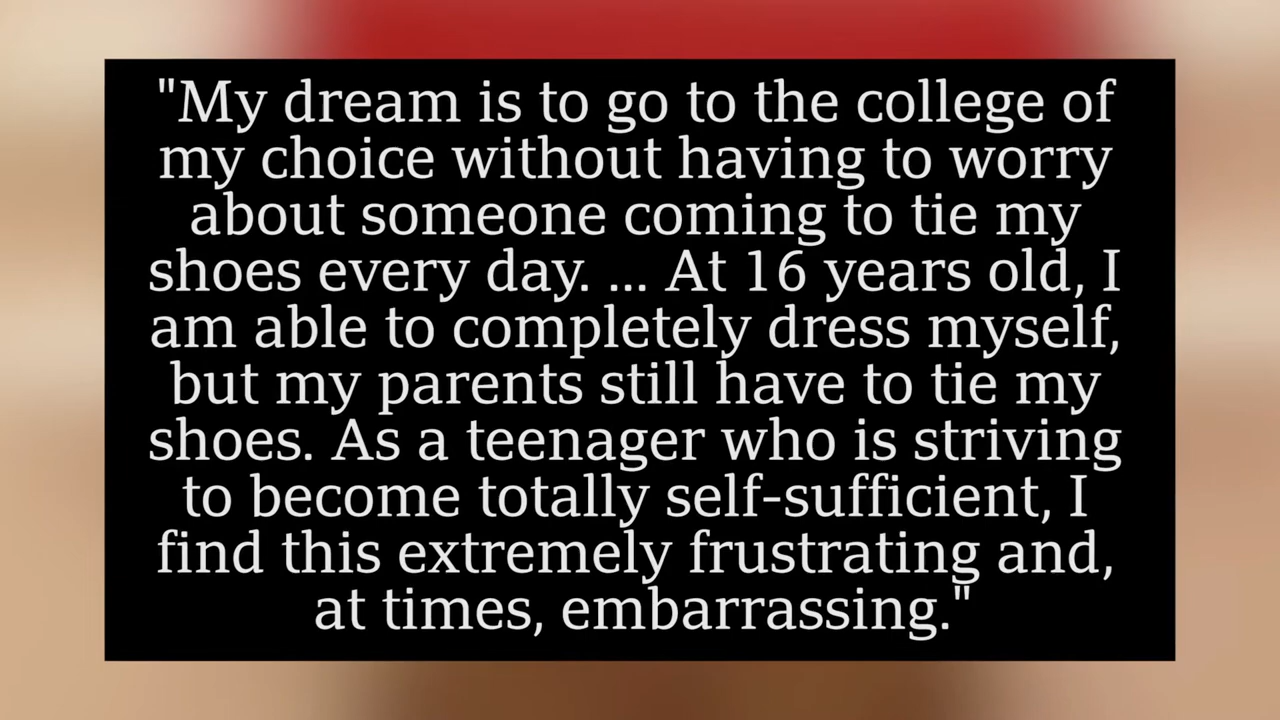 "My dream is to go to the college of
my choice without having to worry
about someone coming to tie my
shoes every day. ... At 16 years old, I
am able to completely dress myself,
but my parents still have to tie my
shoes. As a teenager who is striving
to become totally self-sufficient, I
find this extremely frustrating and,
at times, embarrassing."